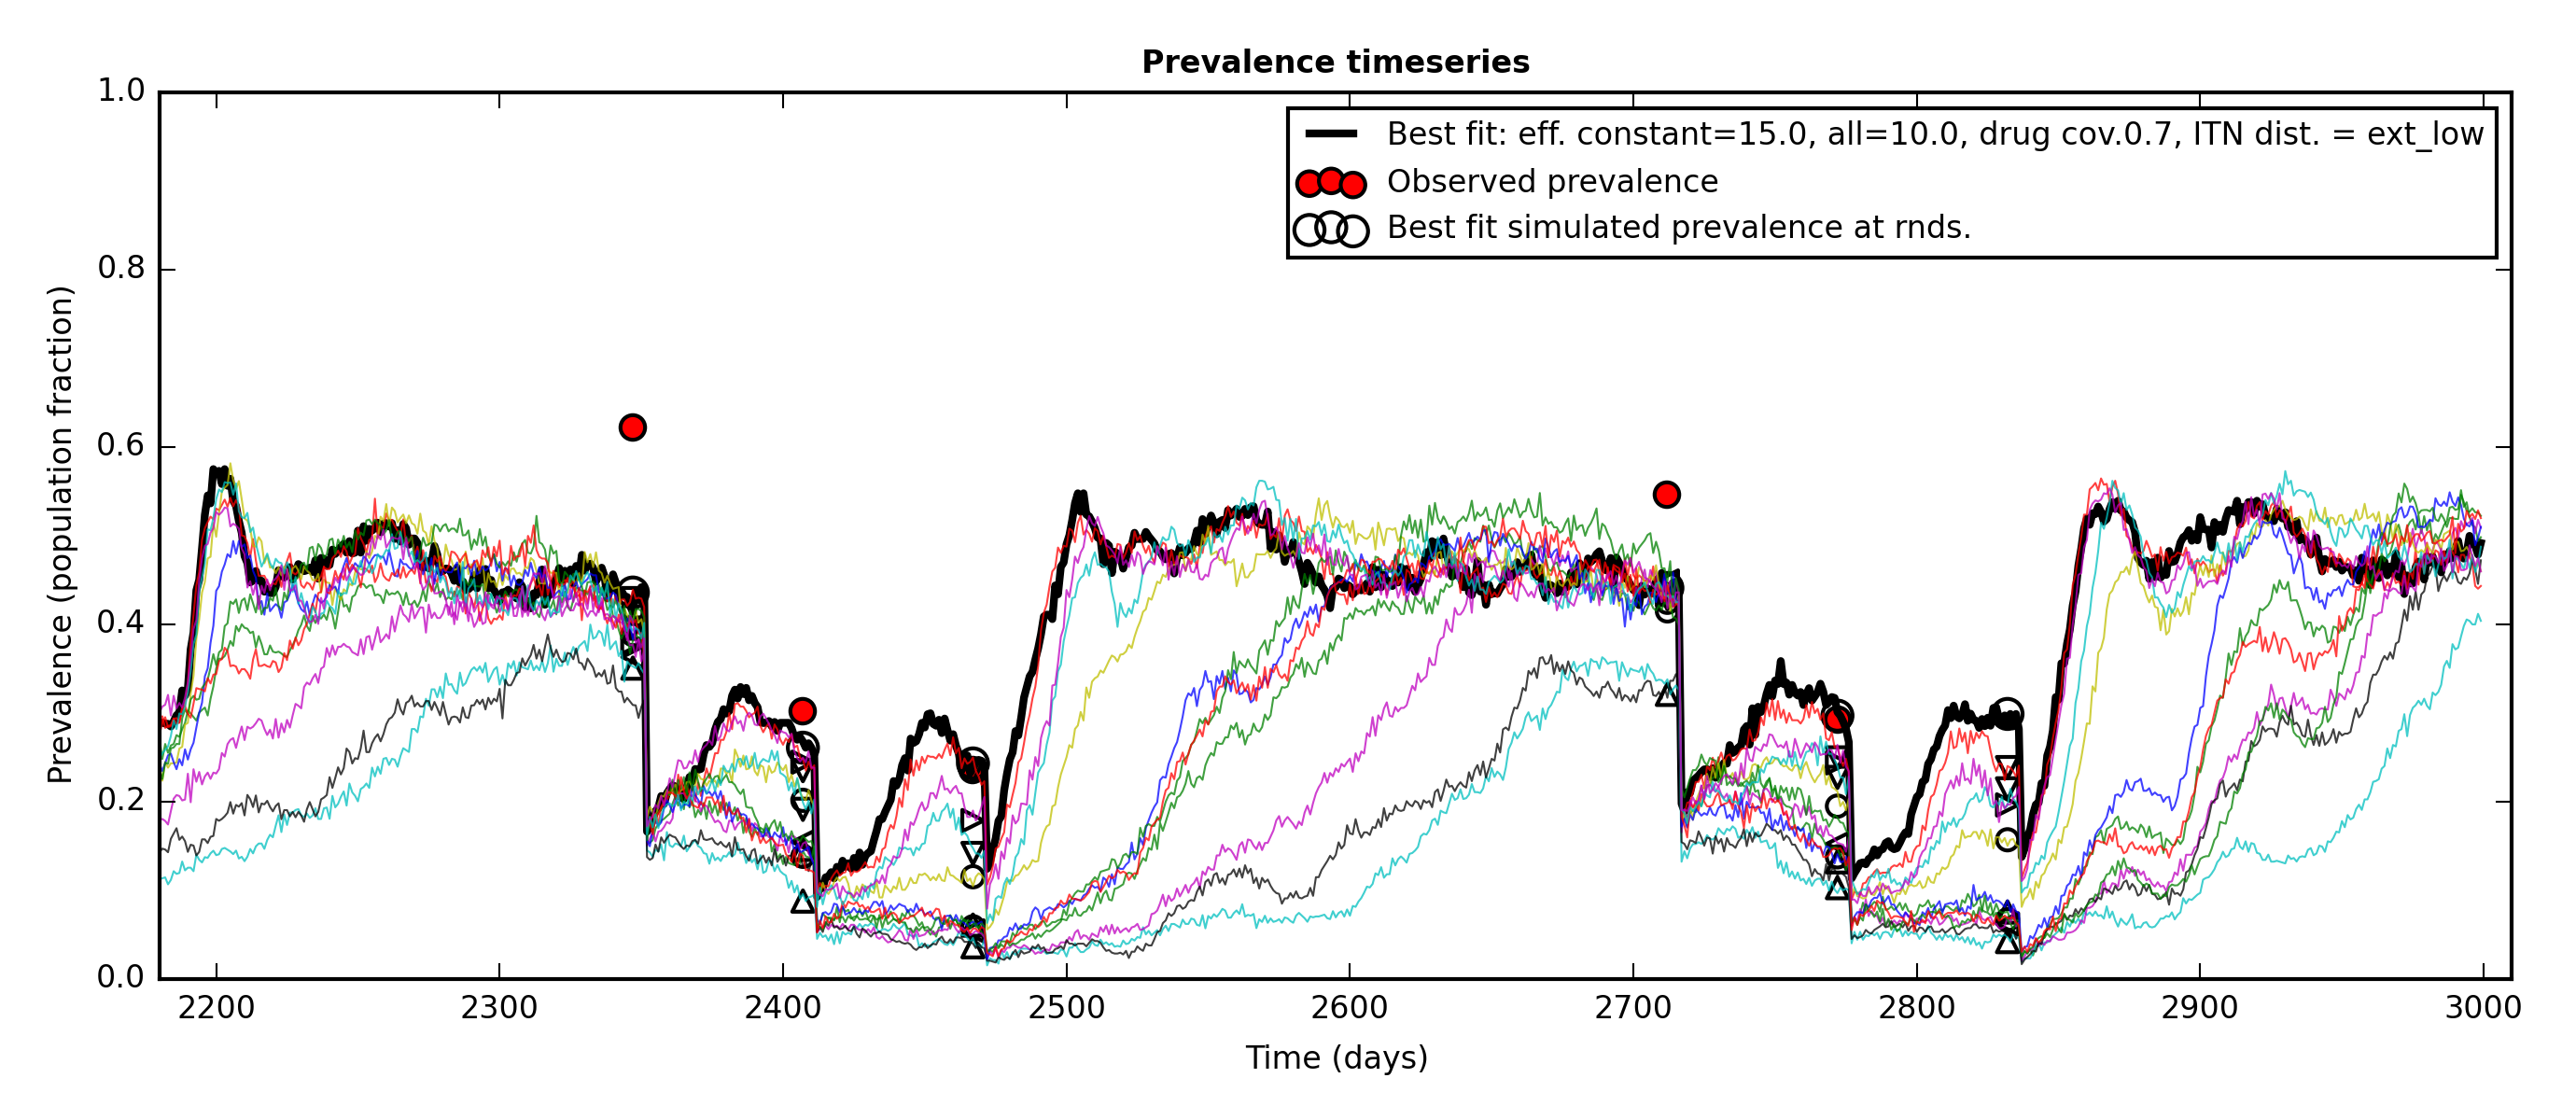 Prevalence timeseries
Prevalence (population fraction)
1.0
0.8
0.6
0.4
0.2
0.0
Best fit: eff. constant=15.0, all=10.0, drug cov.0.7, ITN dist. = ext_low
Observed prevalence
Best fit simulated prevalence at rnds.
2200 2300 2400 2500 2600 2700 2800 2900 3000
Time (days)